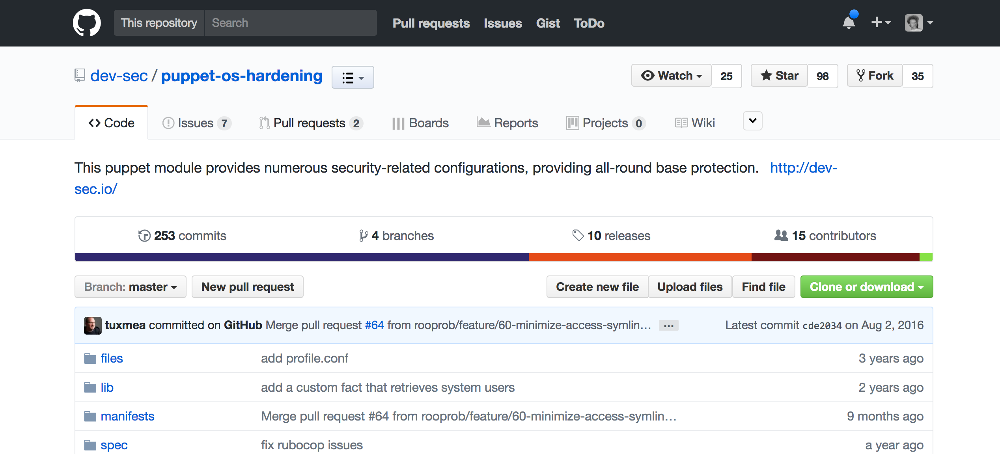 This repository Search Pull requests Issues Gist ToDo
dev-sec / puppet-os-hardening Watch 25 Star 98 Fork 35
Code Issues 7 Pull requests 2 Boards Reports Projects 0 Wiki
This puppet module provides numerous security-related configurations, providing all-round base protection. http://dev-
sec.io/
253 commits 4 branches 10 releases 15 contributors
Branch: master New pull request Create new file Upload files Find file Clone or download
tuxmea committed on GitHub Merge pull request #64 from rooprob/feature/60-minimize-access-symlin… … Latest commit cde2034 on Aug 2, 2016
files add profile.conf 3 years ago
lib add a custom fact that retrieves system users 2 years ago
manifests Merge pull request #64 from rooprob/feature/60-minimize-access-symlin… 9 months ago
spec fix rubocop issues a year ago